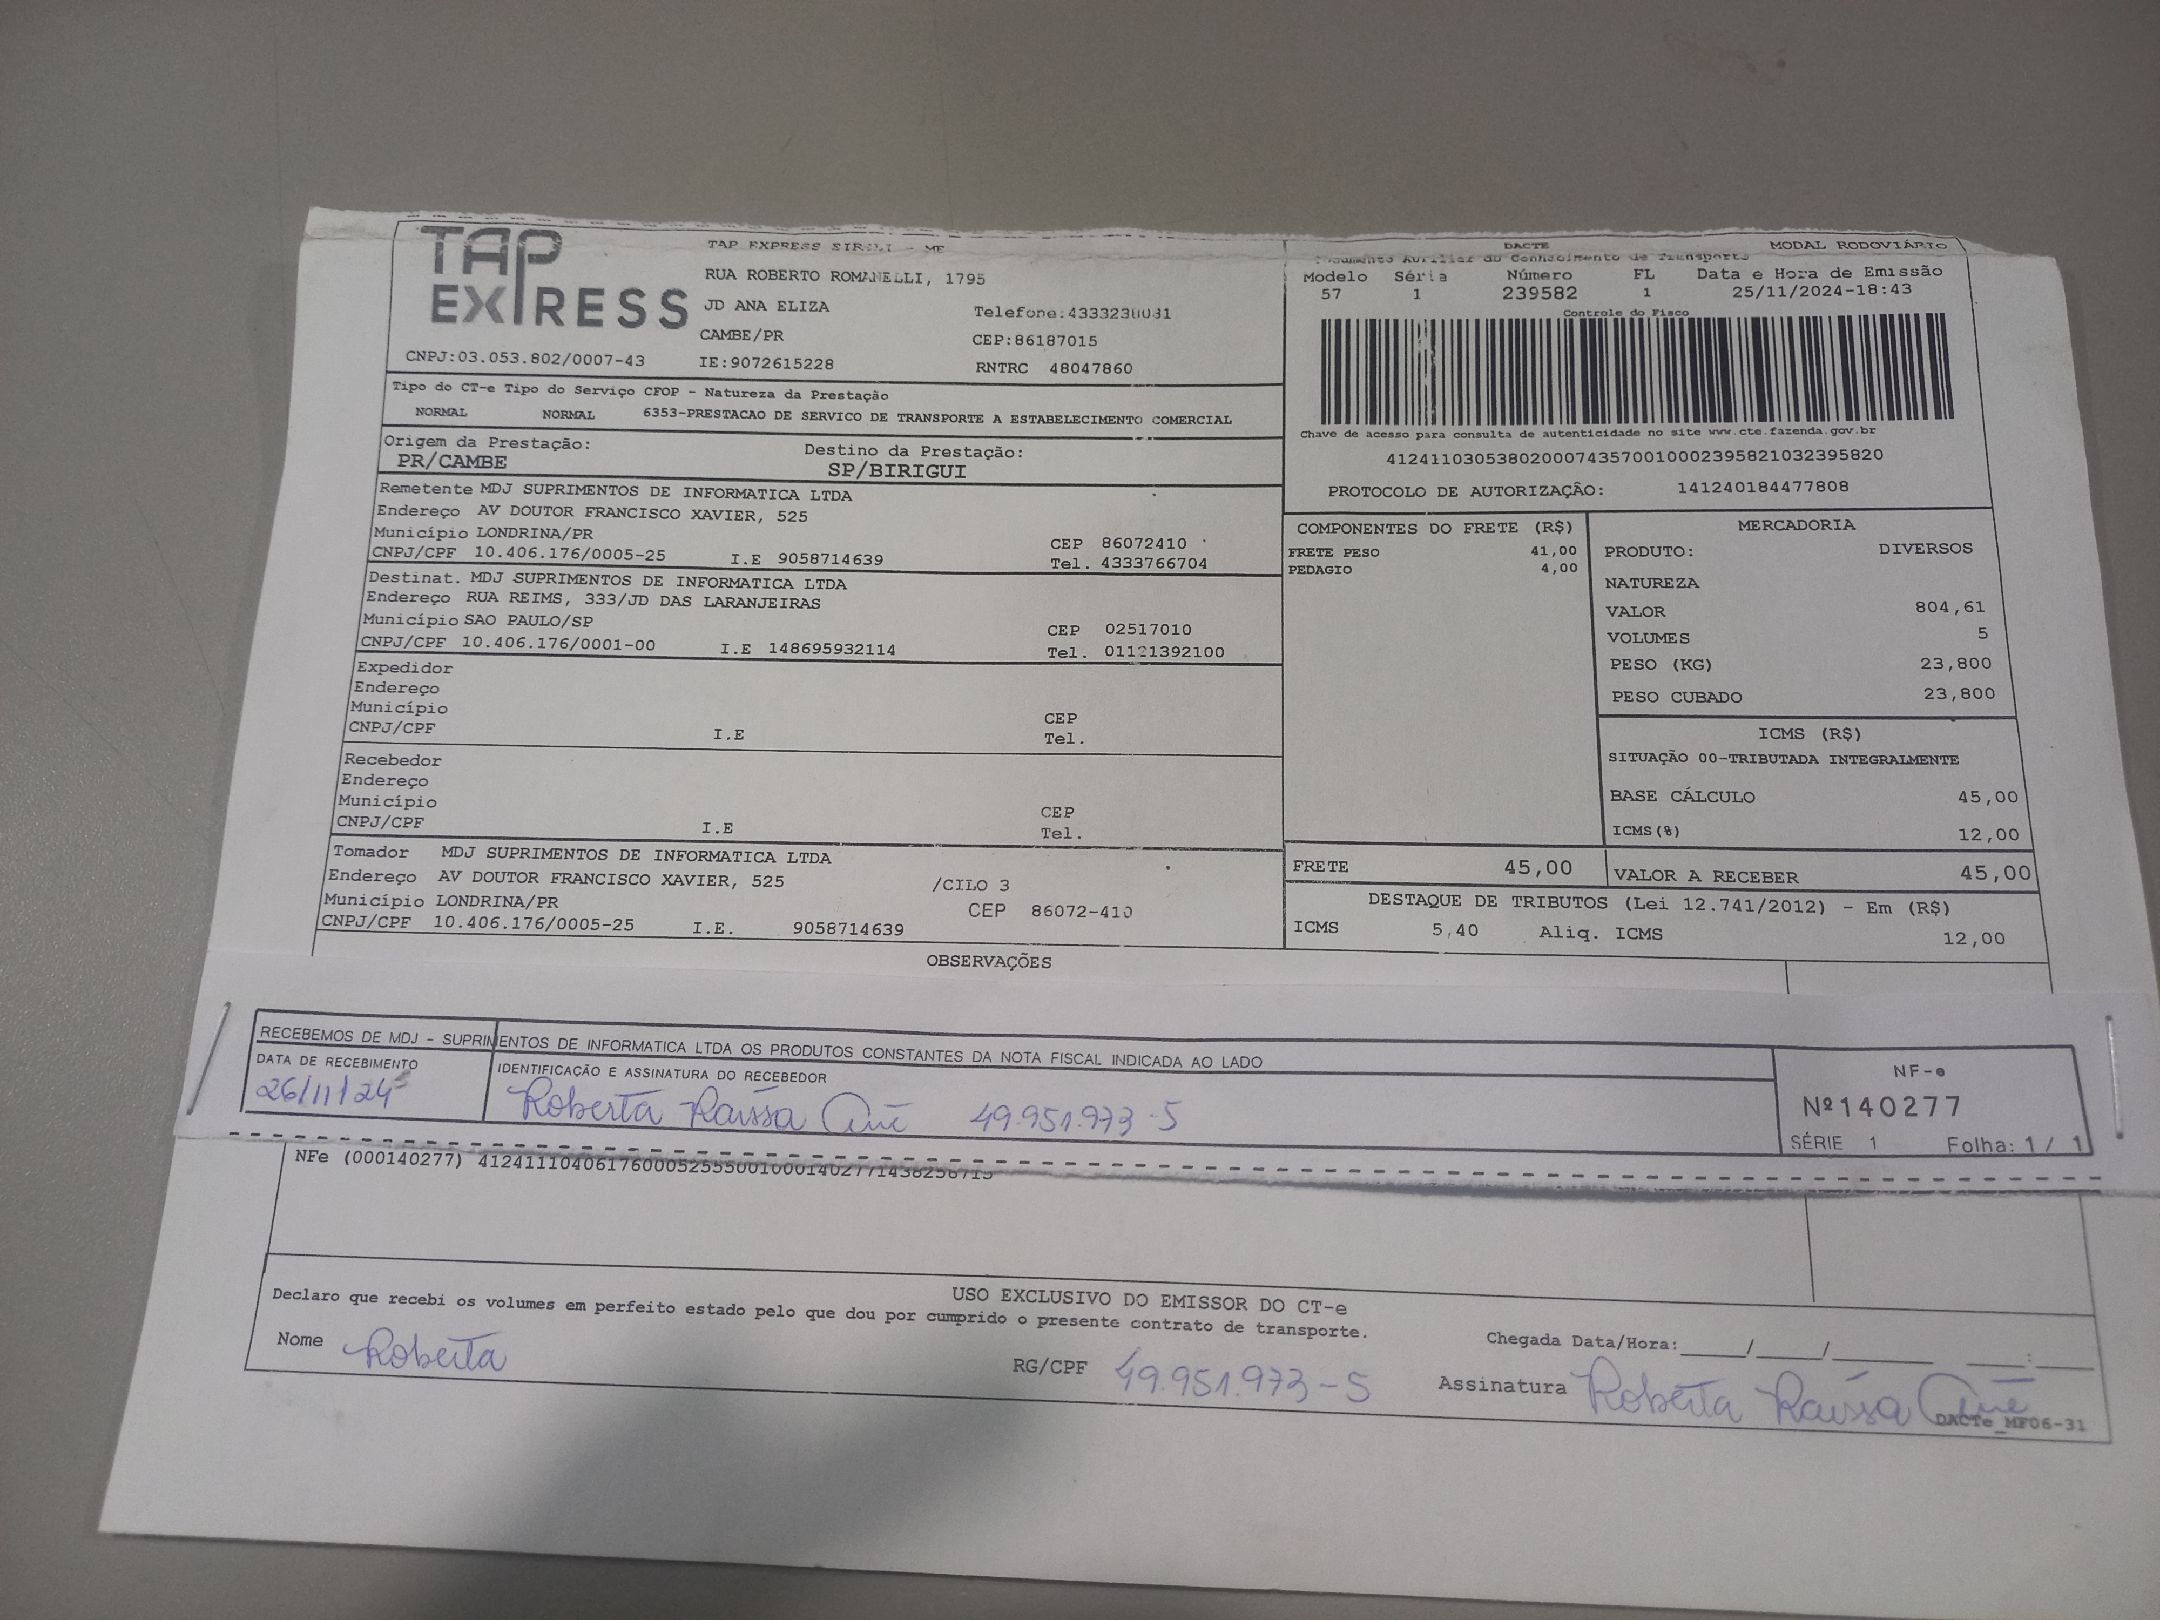 TAP EXPRESS
TAP EXPRESS EIRELI - ME
RUA ROBERTO ROMANELLI, 1795
JD ANA ELIZA
Telefone:4333230031
CAMBE/PR
CEP:86187015
CNPJ:03.053.802/0007-43
IE:9072615228
RNTRC 48047860
DACTE
MODAL RODOVIÁRIO
Documento Auxiliar do Conhecimento de Transporte
Modelo Séria Número FL Data e Hora de Emissão
57 1 239582 1 25/11/2024-18:43
Controle do Fisco
Chave de acesso para consulta de autenticidade no site www.cte.fazenda.gov.br
41241103053802000743570010002395821032395820
PROTOCOLO DE AUTORIZAÇÃO: 141240184477808
Tipo do CT-e Tipo do Serviço CFOP - Natureza da Prestação
NORMAL NORMAL 6353-PRESTACAO DE SERVICO DE TRANSPORTE A ESTABELECIMENTO COMERCIAL
Origem da Prestação: Destino da Prestação:
PR/CAMBE SP/BIRIGUI
Remetente MDJ SUPRIMENTOS DE INFORMATICA LTDA
Endereço AV DOUTOR FRANCISCO XAVIER, 525
Município LONDRINA/PR CEP 86072410
CNPJ/CPF 10.406.176/0005-25 I.E 9058714639 Tel. 4333766704
Destinat. MDJ SUPRIMENTOS DE INFORMATICA LTDA
Endereço RUA REIMS, 333/JD DAS LARANJEIRAS
Município SAO PAULO/SP CEP 02517010
CNPJ/CPF 10.406.176/0001-00 I.E 148695932114 Tel. 01121392100
Expedidor
Endereço
Município CEP
CNPJ/CPF I.E Tel.
Recebedor
Endereço
Município CEP
CNPJ/CPF I.E Tel.
Tomador MDJ SUPRIMENTOS DE INFORMATICA LTDA
Endereço AV DOUTOR FRANCISCO XAVIER, 525 /CILO 3
Município LONDRINA/PR CEP 86072-410
CNPJ/CPF 10.406.176/0005-25 I.E. 9058714639
COMPONENTES DO FRETE (R$)
FRETE PESO 41,00
PEDAGIO 4,00
MERCADORIA
PRODUTO: DIVERSOS
NATUREZA
VALOR 804,61
VOLUMES 5
PESO (KG) 23,800
PESO CUBADO 23,800
ICMS (R$)
SITUAÇÃO 00-TRIBUTADA INTEGRALMENTE
BASE CÁLCULO 45,00
ICMS(%) 12,00
FRETE 45,00 VALOR A RECEBER 45,00
DESTAQUE DE TRIBUTOS (Lei 12.741/2012) - Em (R$)
ICMS 5,40 Aliq. ICMS 12,00
OBSERVAÇÕES
RECEBEMOS DE MDJ - SUPRIMENTOS DE INFORMATICA LTDA OS PRODUTOS CONSTANTES DA NOTA FISCAL INDICADA AO LADO
DATA DE RECEBIMENTO IDENTIFICAÇÃO E ASSINATURA DO RECEBEDOR
26/11/24 Roberta Raissa 49.951.973-5
NF-e
Nº140277
SÉRIE 1 Folha: 1 / 1
NFe (000140277)
USO EXCLUSIVO DO EMISSOR DO CT-e
Declaro que recebi os volumes em perfeito estado pelo que dou por cumprido o presente contrato de transporte.
Chegada Data/Hora:_____/_____/_______ ____:____
Nome Roberta RG/CPF 49.951.973-5 Assinatura Roberta Raissa
DACTe_MF06-31